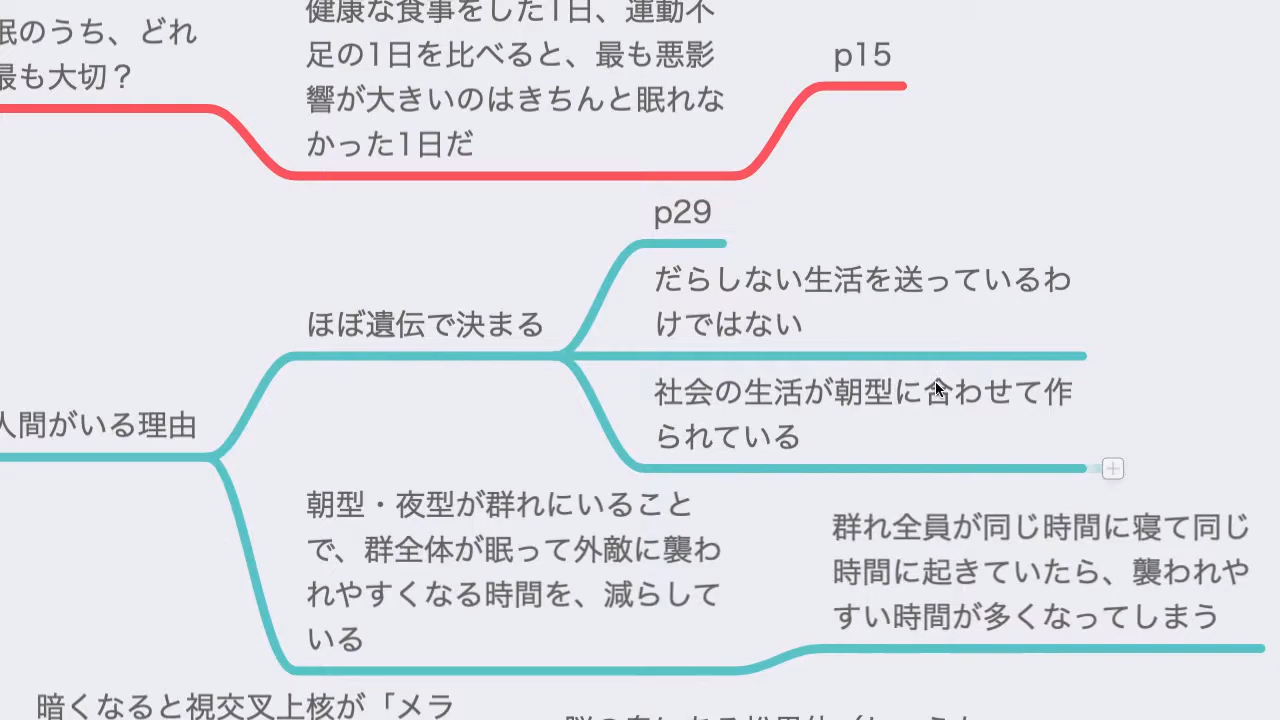 健康な食事をした1日、運動不
足の1日を比べると、最も悪影
響が大きいのはきちんと眠れな
かった1日だ
眠のうち、どれ
最も大切？
p15
p29
だらしない生活を送っているわ
けではない
ほぼ遺伝で決まる
社会の生活が朝型に合わせて作
られている
人間がいる理由
朝型・夜型が群れにいること
で、群全体が眠って外敵に襲わ
れやすくなる時間を、減らして
いる
群れ全員が同じ時間に寝て同じ
時間に起きていたら、襲われや
すい時間が多くなってしまう
暗くなると視交叉上核が「メラ